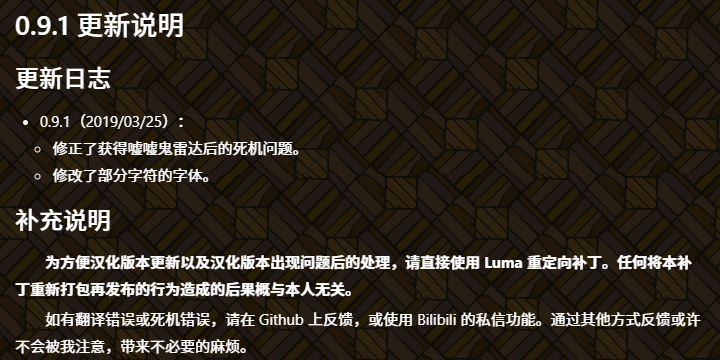 0.9.1 更新说明
更新日志
0.9.1（2019/03/25）：
修正了获得嘘嘘鬼雷达后的死机问题。
修改了部分字符的字体。
补充说明
为方便汉化版本更新以及汉化版本出现问题后的处理，请直接使用 Luma 重定向补丁。任何将本补
丁重新打包再发布的行为造成的后果概与本人无关。
如有翻译错误或死机错误，请在 Github 上反馈，或使用 Bilibili 的私信功能。通过其他方式反馈或许
不会被我注意，带来不必要的麻烦。